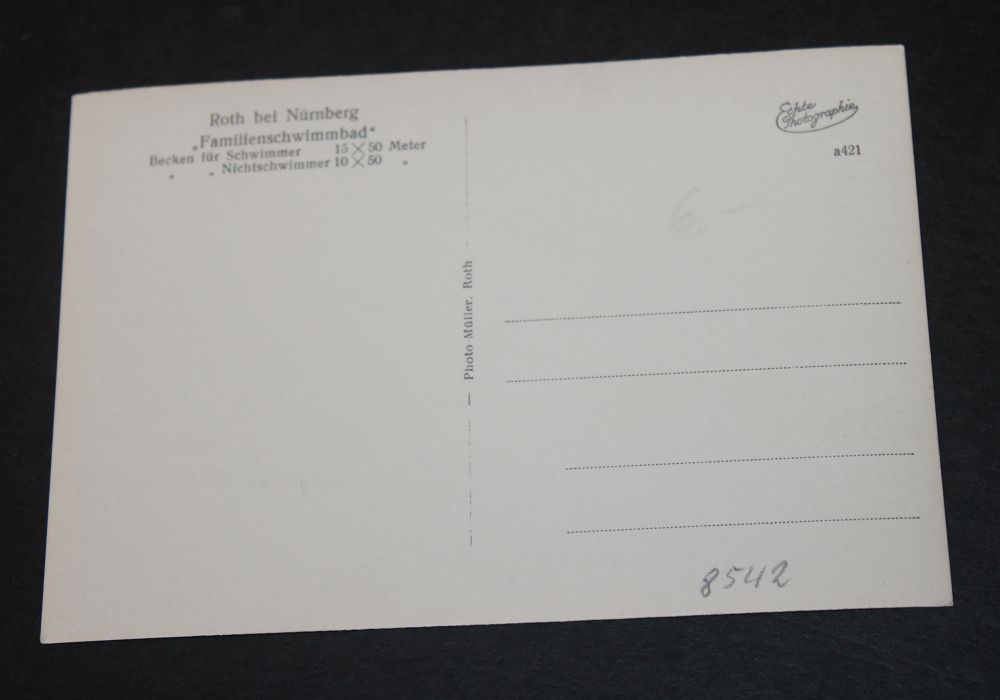 Roth bei Nürnberg
„Familienschwimmbad“
Becken für Schwimmer 15 X 50 Meter
„ „ Nichtschwimmer 10 X 50 „
Photo Müller, Roth
Echte
Photographie
a421
6.–
8542